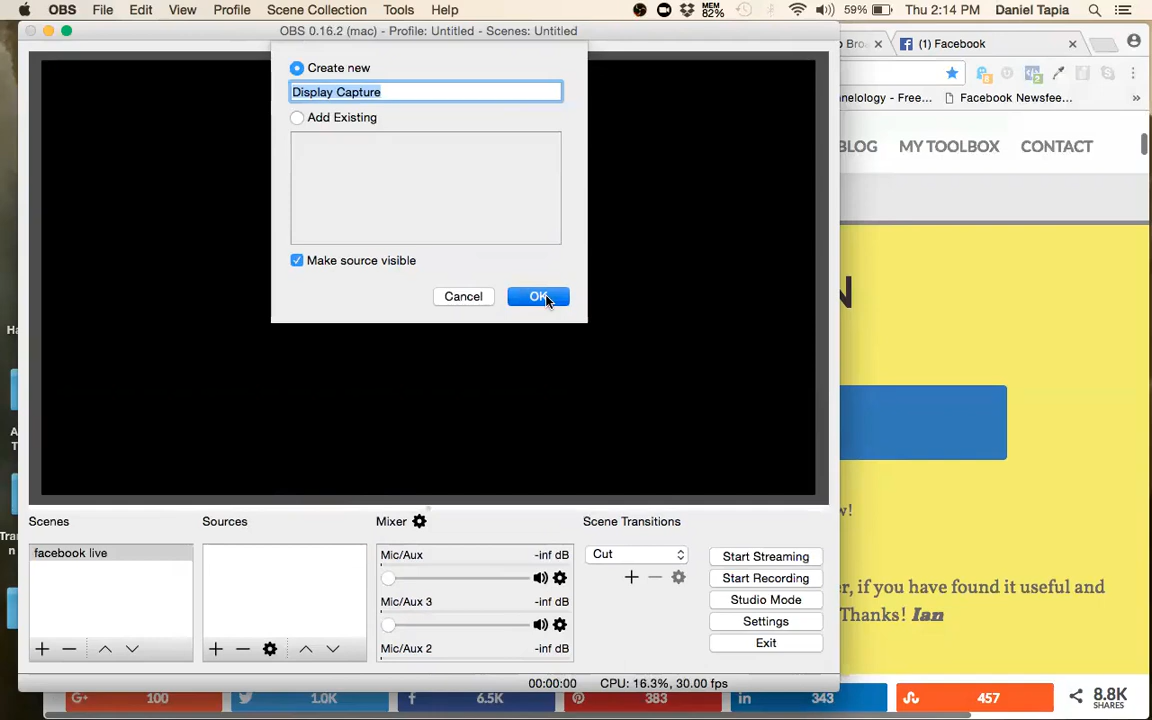 OBS File Edit View Profile Scene Collection Tools Help MEM 82% 59% Thu 2:14 PM Daniel Tapia
OBS 0.16.2 (mac) - Profile: Untitled - Scenes: Untitled
Create new
Display Capture
Add Existing
Make source visible
Cancel
OK
Scenes
facebook live
Sources
Mixer
Mic/Aux -inf dB
Mic/Aux 3 -inf dB
Mic/Aux 2 -inf dB
Scene Transitions
Cut
Start Streaming
Start Recording
Studio Mode
Settings
Exit
00:00:00 CPU: 16.3%, 30.00 fps
(1) Facebook
nelology - Free... Facebook Newsfee... »
BLOG MY TOOLBOX CONTACT
N
w!
er, if you have found it useful and
Thanks! Ian
G+ 100 1.0K 6.5K 383 in 343 457 8.8K
SHARES